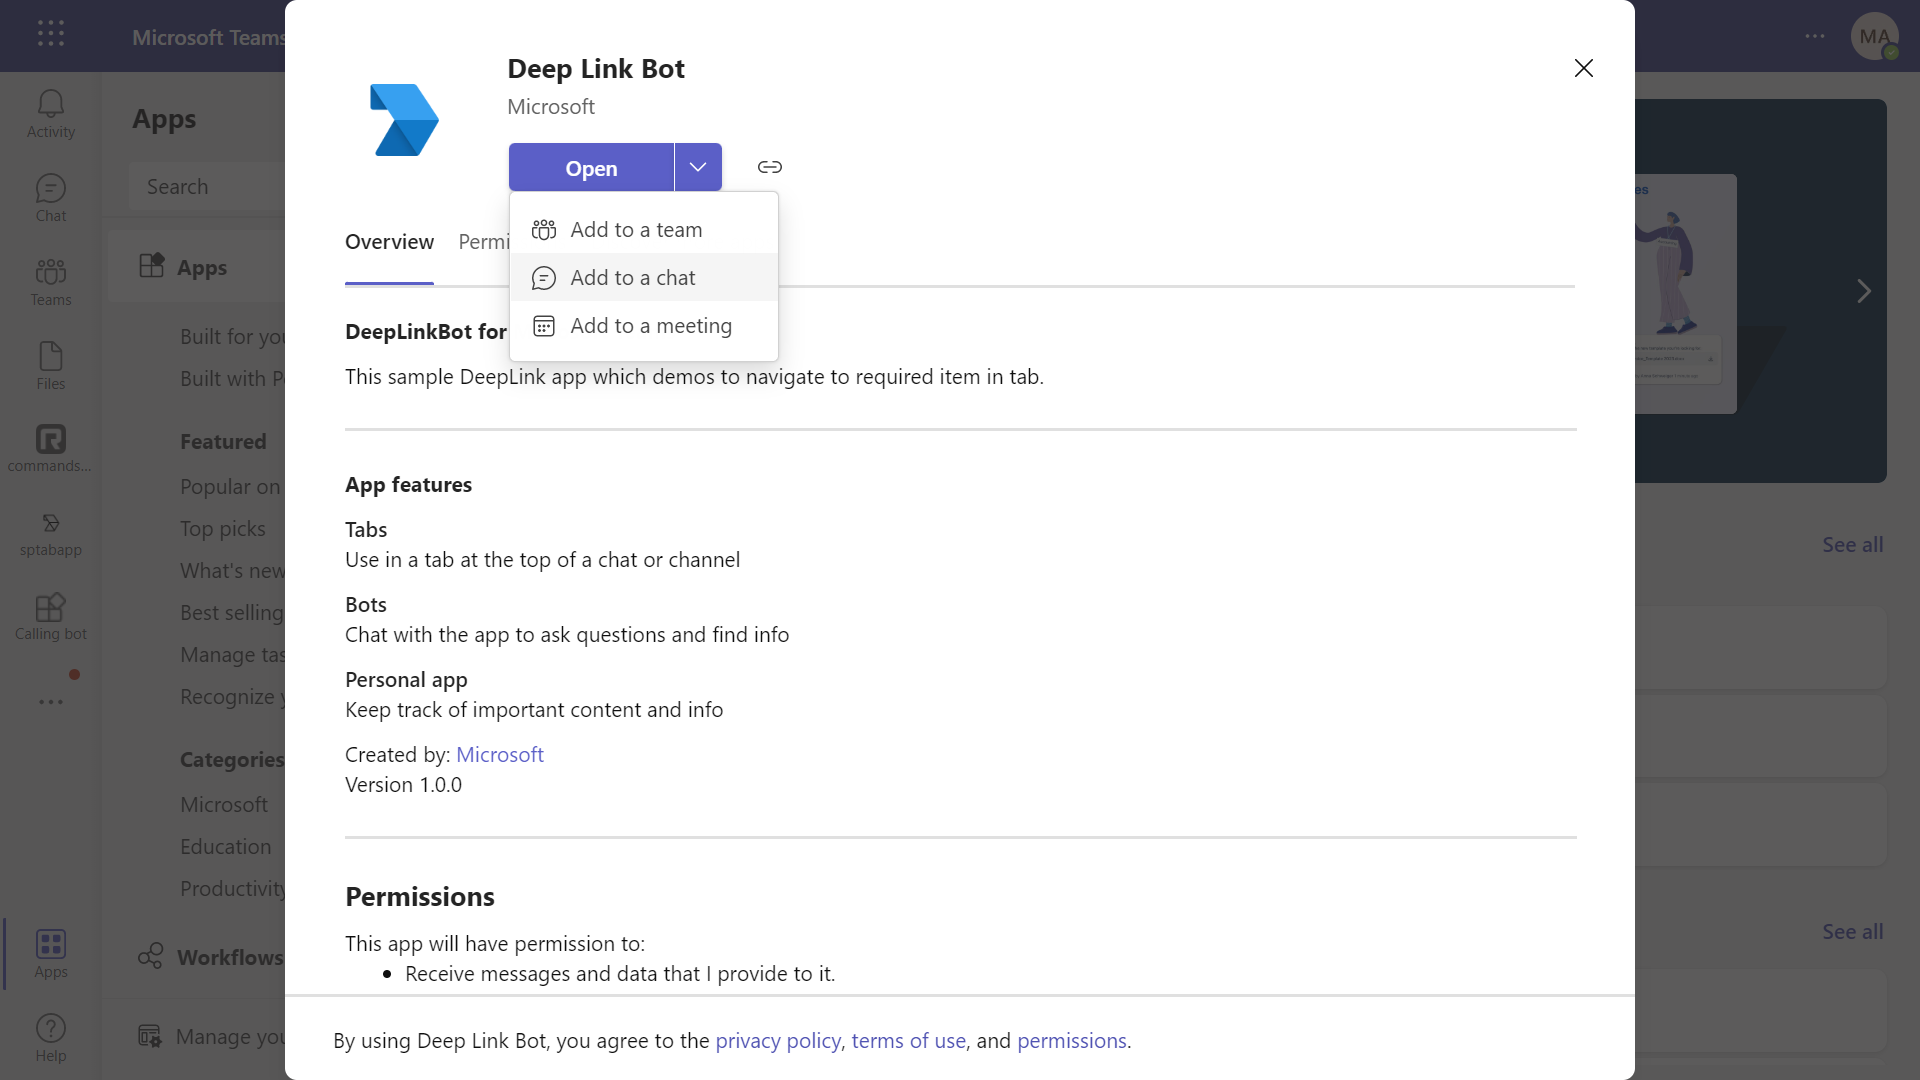 Microsoft Teams
MA
Activity
Chat
Teams
Files
commands...
sptabapp
Calling bot
Apps
Help
Apps
Search
Apps
Built for you
Built with P
Featured
Popular on
Top picks
What's new
Best selling
Manage tas
Recognize y
Categories
Microsoft
Education
Productivity
Workflows
Manage you
Deep Link Bot
Microsoft
Open
Add to a team
Add to a chat
Add to a meeting
Overview
Permi
DeepLinkBot for
This sample DeepLink app which demos to navigate to required item in tab.
App features
Tabs
Use in a tab at the top of a chat or channel
Bots
Chat with the app to ask questions and find info
Personal app
Keep track of important content and info
Created by: Microsoft
Version 1.0.0
Permissions
This app will have permission to:
Receive messages and data that I provide to it.
By using Deep Link Bot, you agree to the privacy policy, terms of use, and permissions.
es
See all
See all